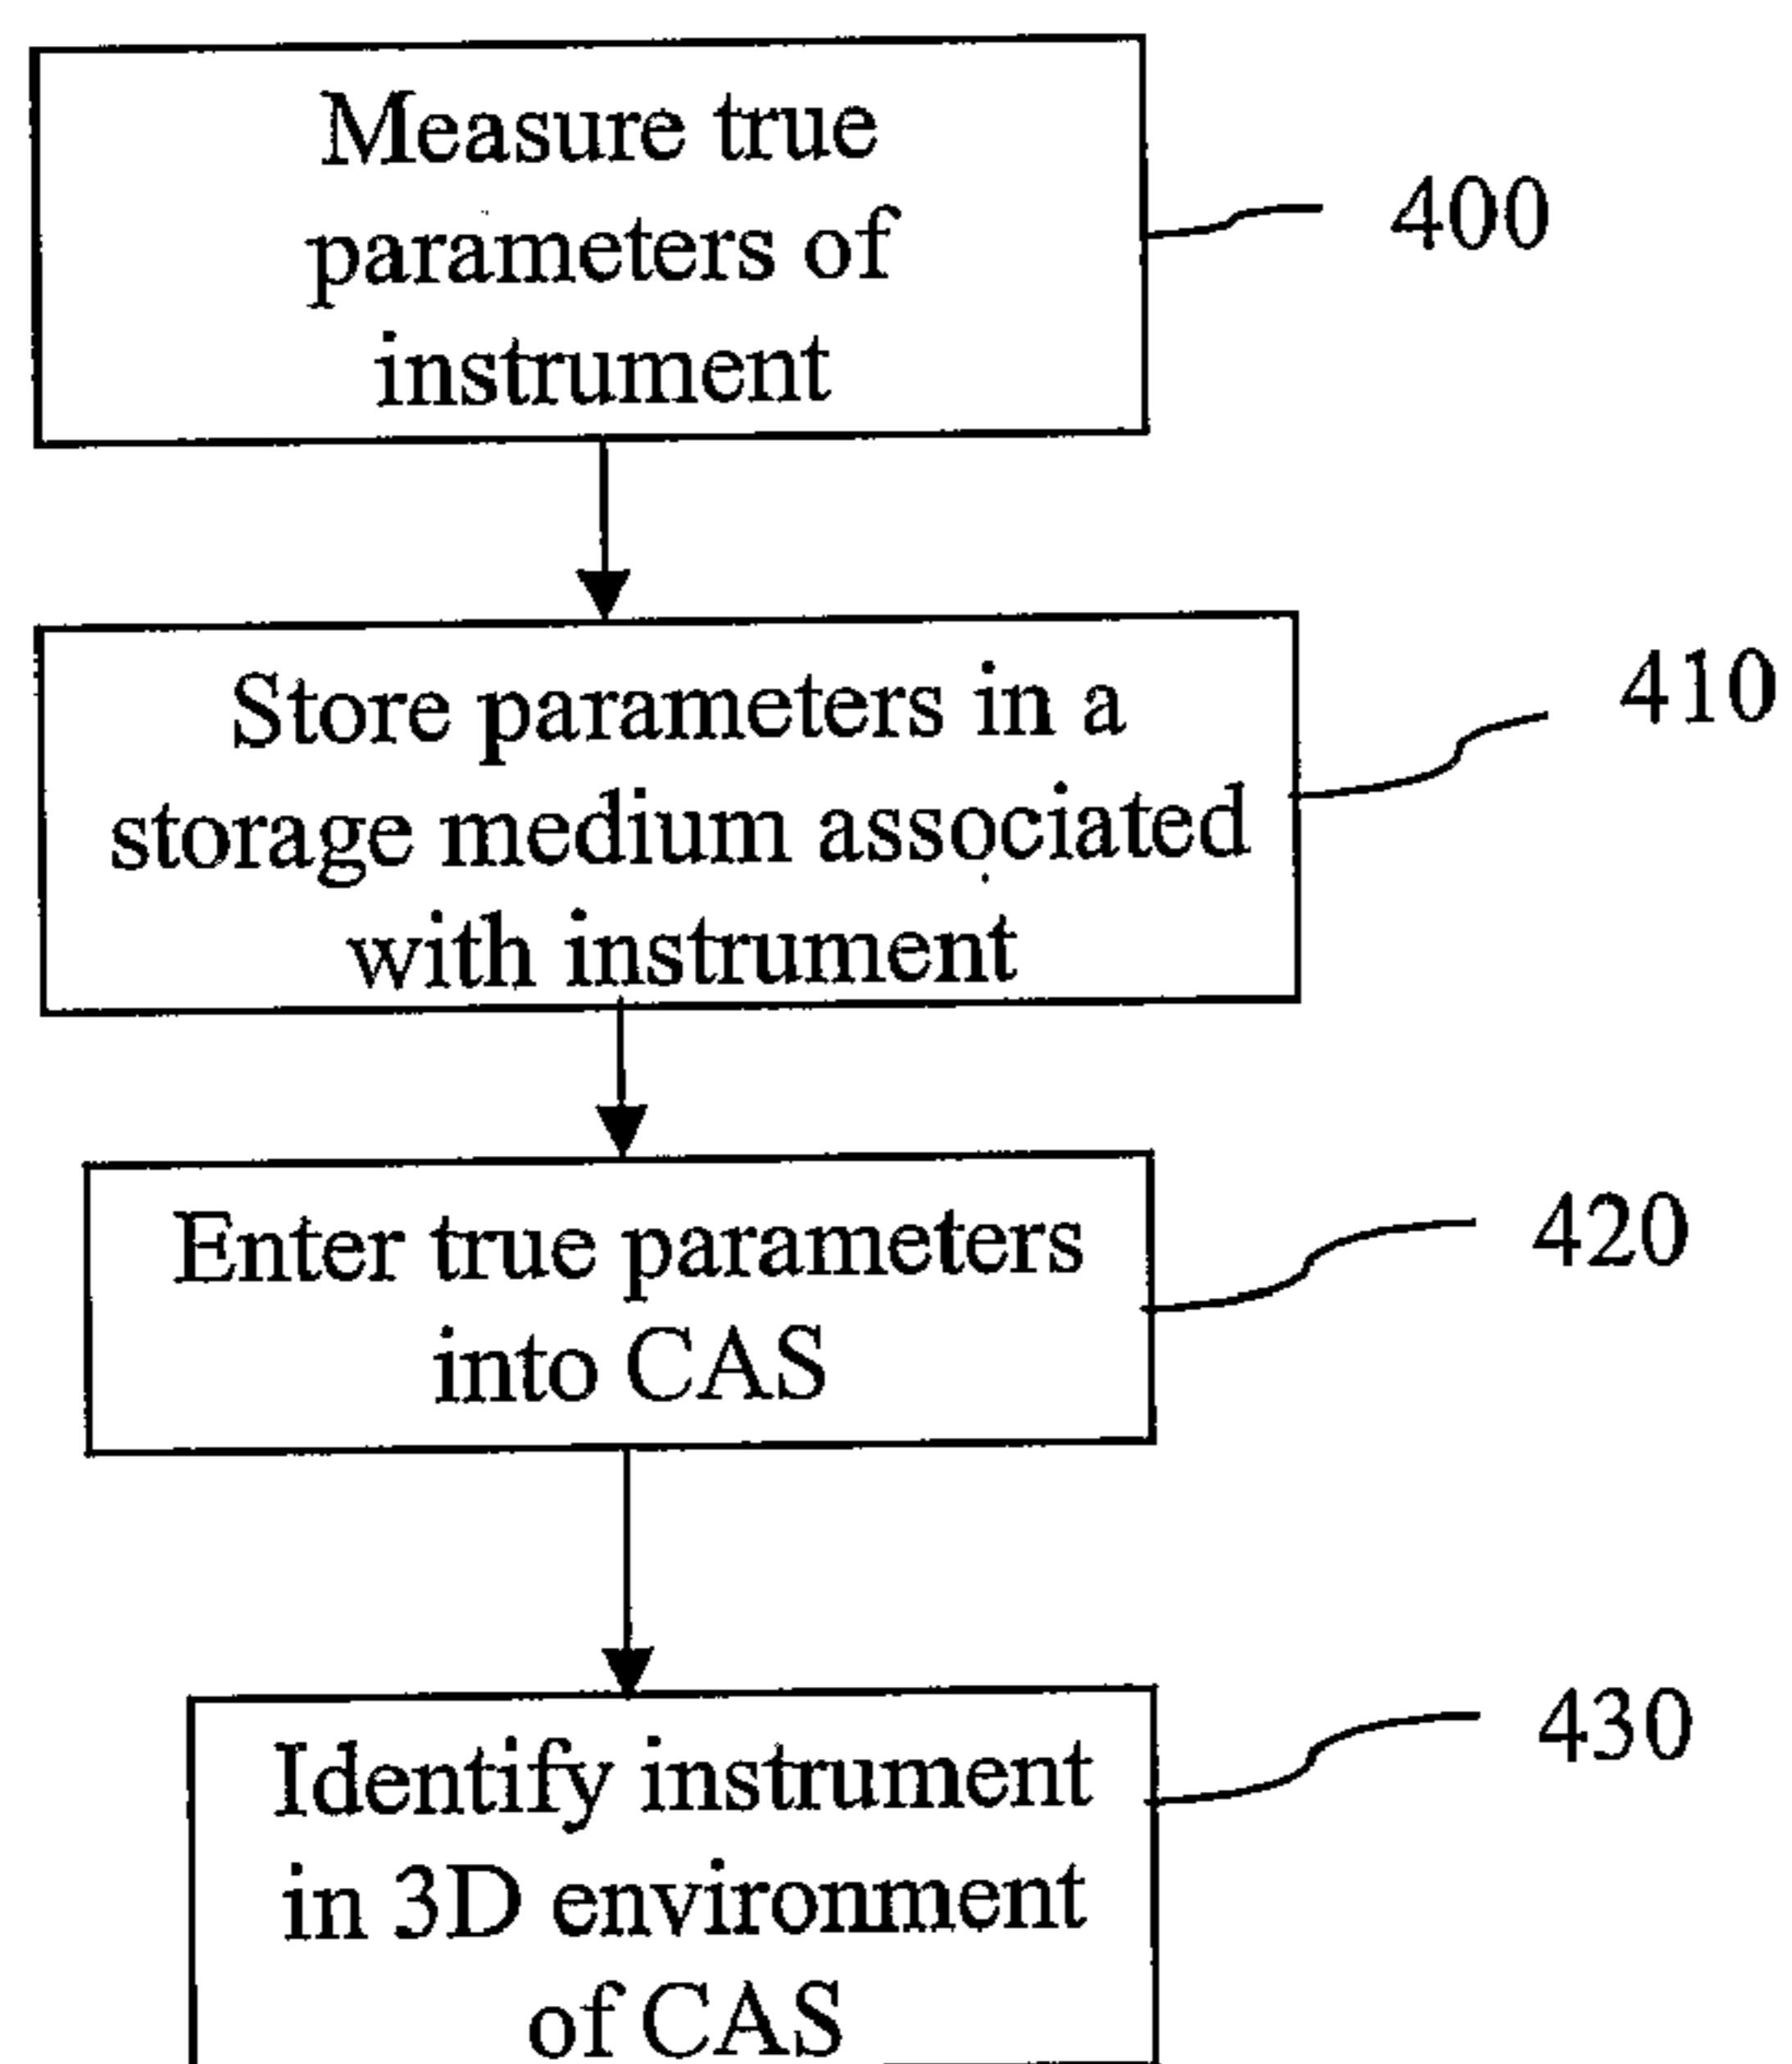 Measure true
parameters of
instrument
400
Store parameters in a
storage medium associated
with instrument
410
Enter true parameters
into CAS
420
Identify instrument
in 3D environment
of CAS
430